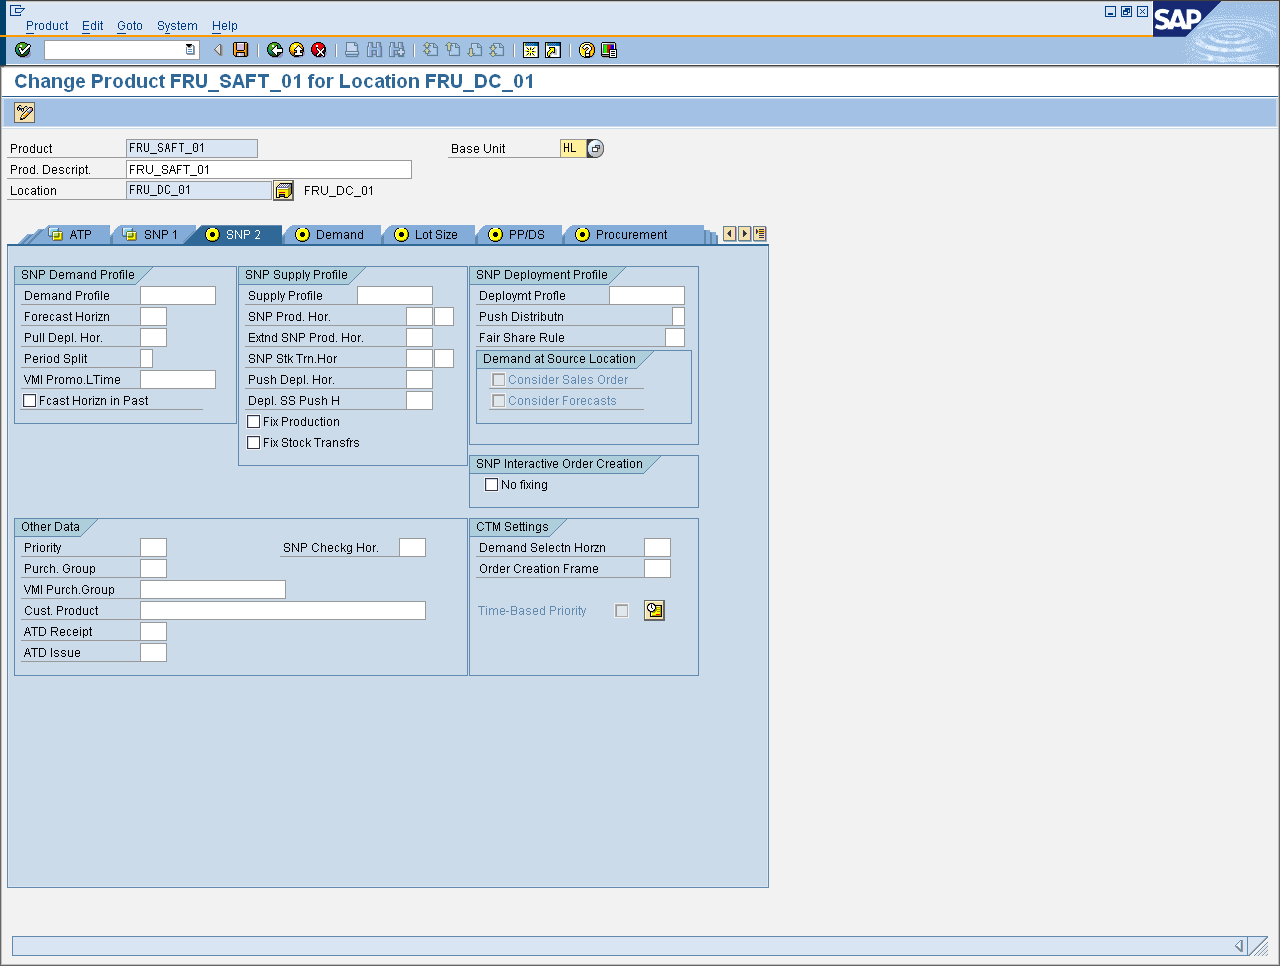 Product Edit Goto System Help
SAP
Change Product FRU_SAFT_01 for Location FRU_DC_01
Product FRU_SAFT_01 Base Unit HL
Prod. Descript. FRU_SAFT_01
Location FRU_DC_01 FRU_DC_01
ATP SNP 1 SNP 2 Demand Lot Size PP/DS Procurement
SNP Demand Profile
Demand Profile
Forecast Horizn
Pull Depl. Hor.
Period Split
VMI Promo.LTime
Fcast Horizn in Past
SNP Supply Profile
Supply Profile
SNP Prod. Hor.
Extnd SNP Prod. Hor.
SNP Stk Trn.Hor
Push Depl. Hor.
Depl. SS Push H
Fix Production
Fix Stock Transfrs
SNP Deployment Profile
Deploymt Profle
Push Distributn
Fair Share Rule
Demand at Source Location
Consider Sales Order
Consider Forecasts
SNP Interactive Order Creation
No fixing
Other Data
Priority SNP Checkg Hor.
Purch. Group
VMI Purch.Group
Cust. Product
ATD Receipt
ATD Issue
CTM Settings
Demand Selectn Horzn
Order Creation Frame
Time-Based Priority